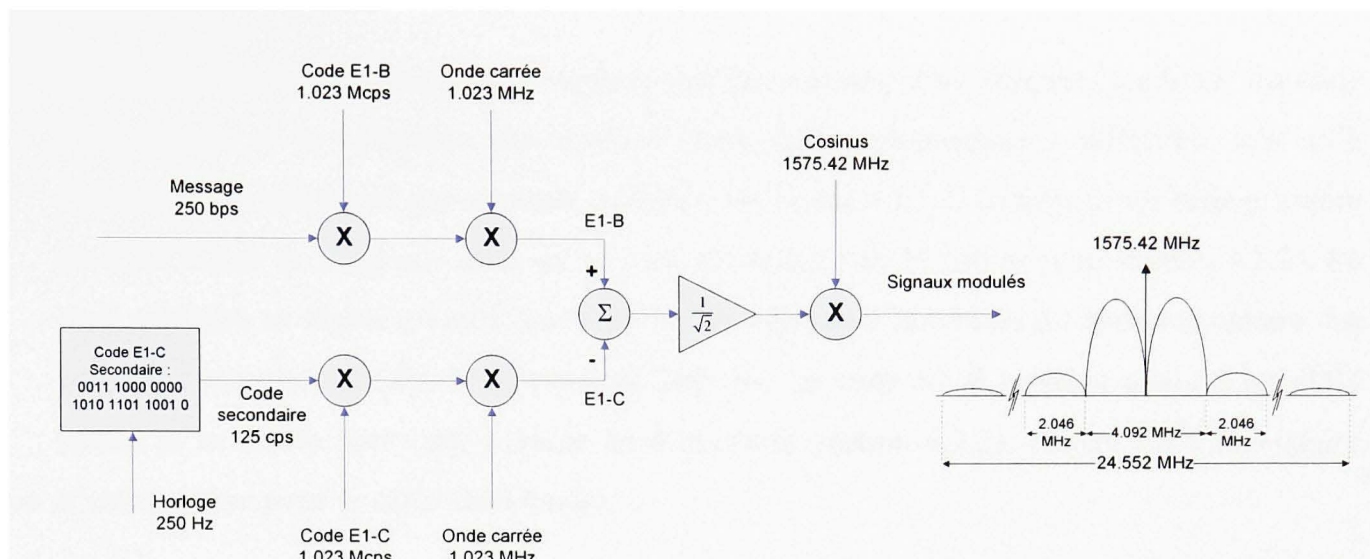 Code E1-B
1.023 Mcps
Onde carrée
1.023 MHz
Cosinus
1575.42 MHz
Message
250 bps
X
X
E1-B
+
Σ
1
√2
X
Signaux modulés
1575.42 MHz
Code E1-C
Secondaire :
0011 1000 0000
1010 1101 1001 0
Code
secondaire
125 cps
X
X
-
E1-C
2.046
MHz
4.092 MHz
2.046
MHz
24.552 MHz
Horloge
250 Hz
Code E1-C
1.023 Mcps
Onde carrée
1.023 MHz